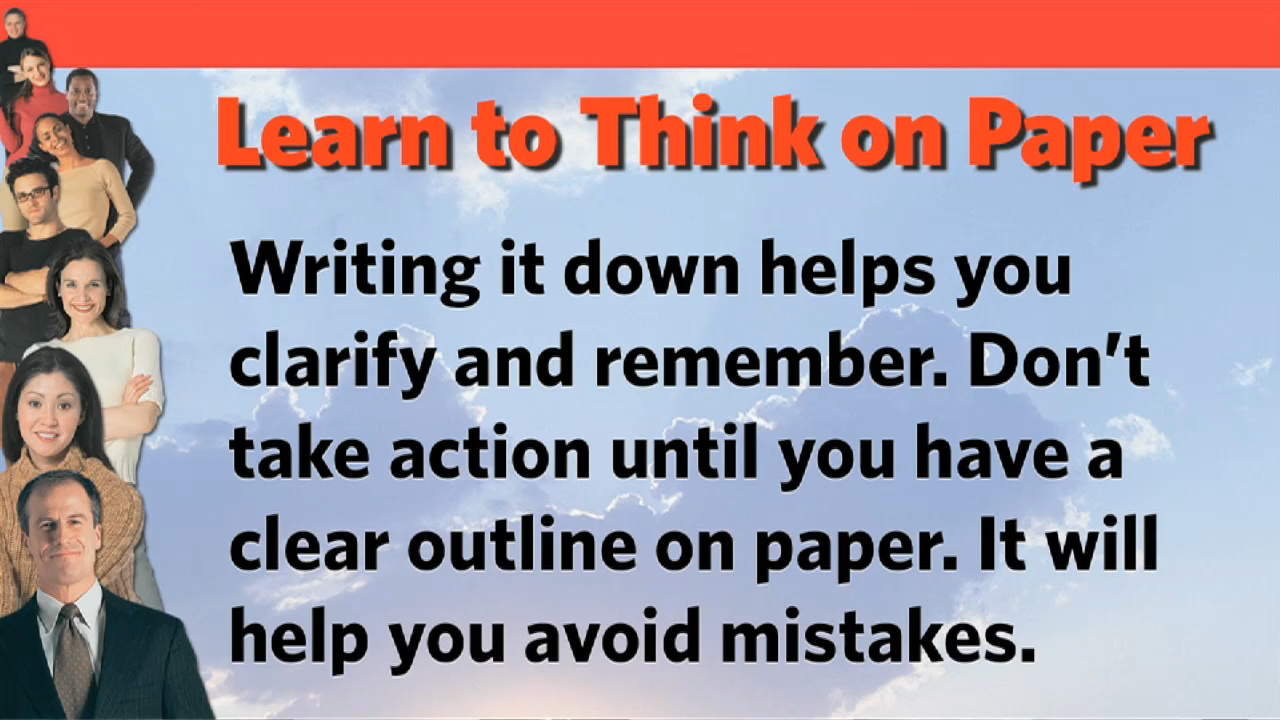 Learn to Think on Paper
Writing it down helps you
clarify and remember. Don't
take action until you have a
clear outline on paper. It will
help you avoid mistakes.